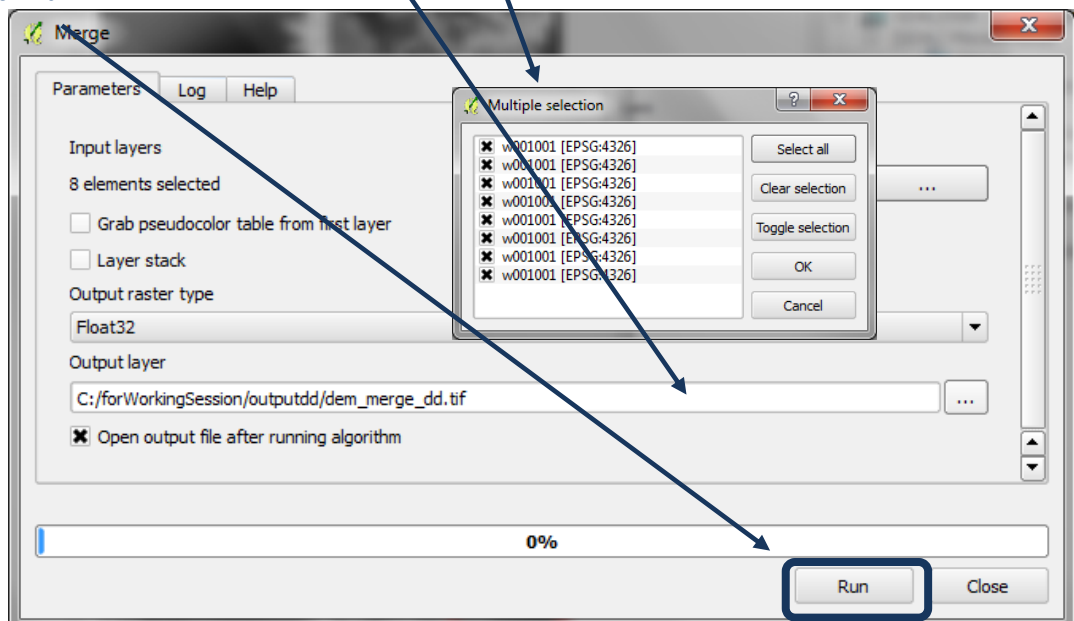 Merge
Parameters Log Help
Multiple selection
Input layers
8 elements selected
...
w001001 [EPSG:4326]
w001001 [EPSG:4326]
w001001 [EPSG:4326]
w001001 [EPSG:4326]
w001001 [EPSG:4326]
w001001 [EPSG:4326]
w001001 [EPSG:4326]
w001001 [EPSG:4326]
Select all
Clear selection
Toggle selection
OK
Cancel
Grab pseudocolor table from first layer
Layer stack
Output raster type
Float32
Output layer
C:/forWorkingSession/outputdd/dem_merge_dd.tif
...
Open output file after running algorithm
0%
Run Close